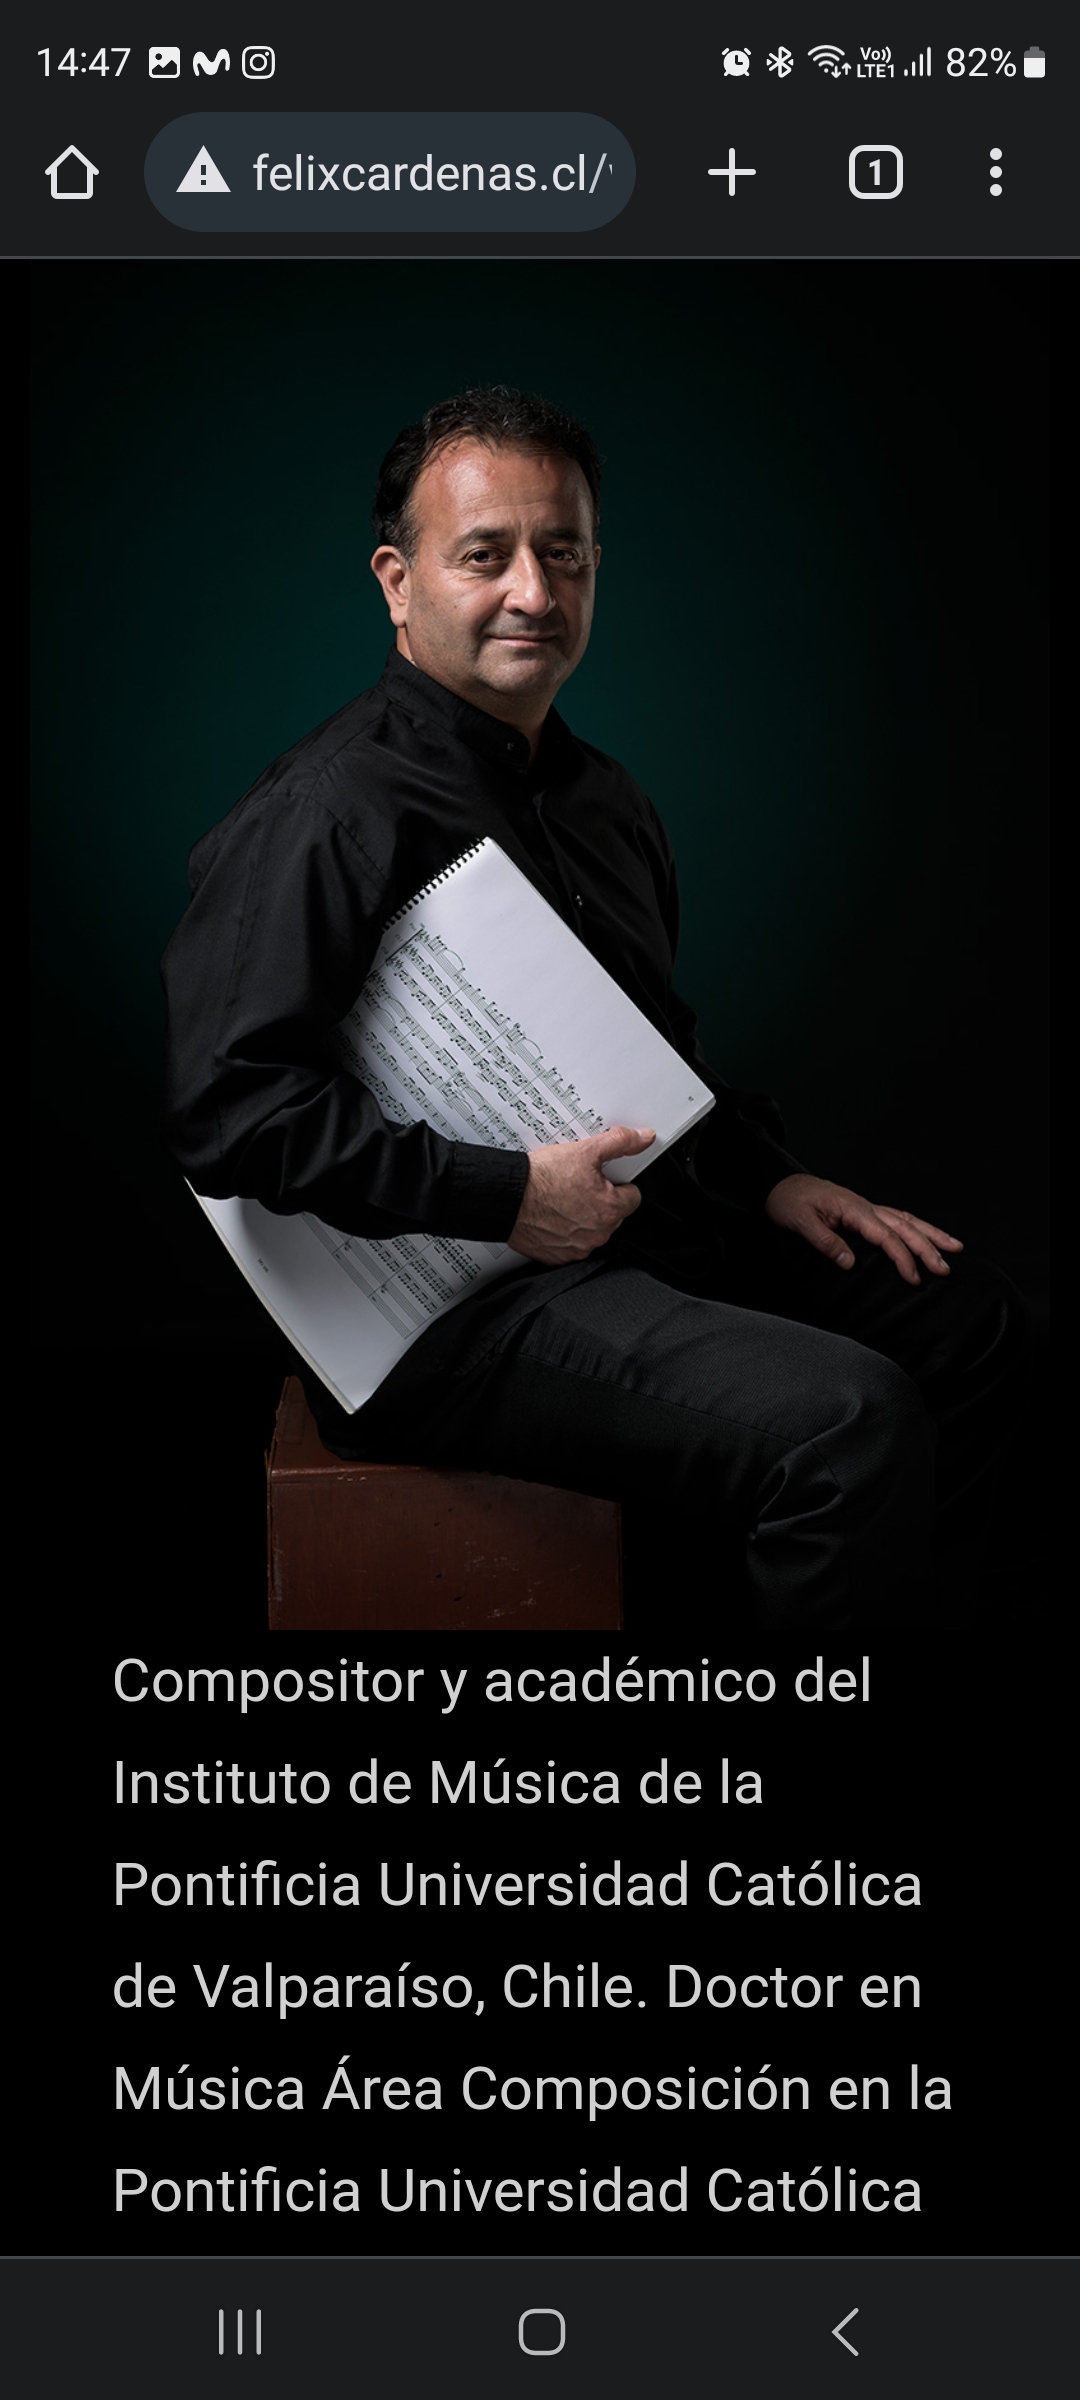 14:47 Vo)) LTE1 82%
felixcardenas.cl/
1
Compositor y académico del
Instituto de Música de la
Pontificia Universidad Católica
de Valparaíso, Chile. Doctor en
Música Área Composición en la
Pontificia Universidad Católica